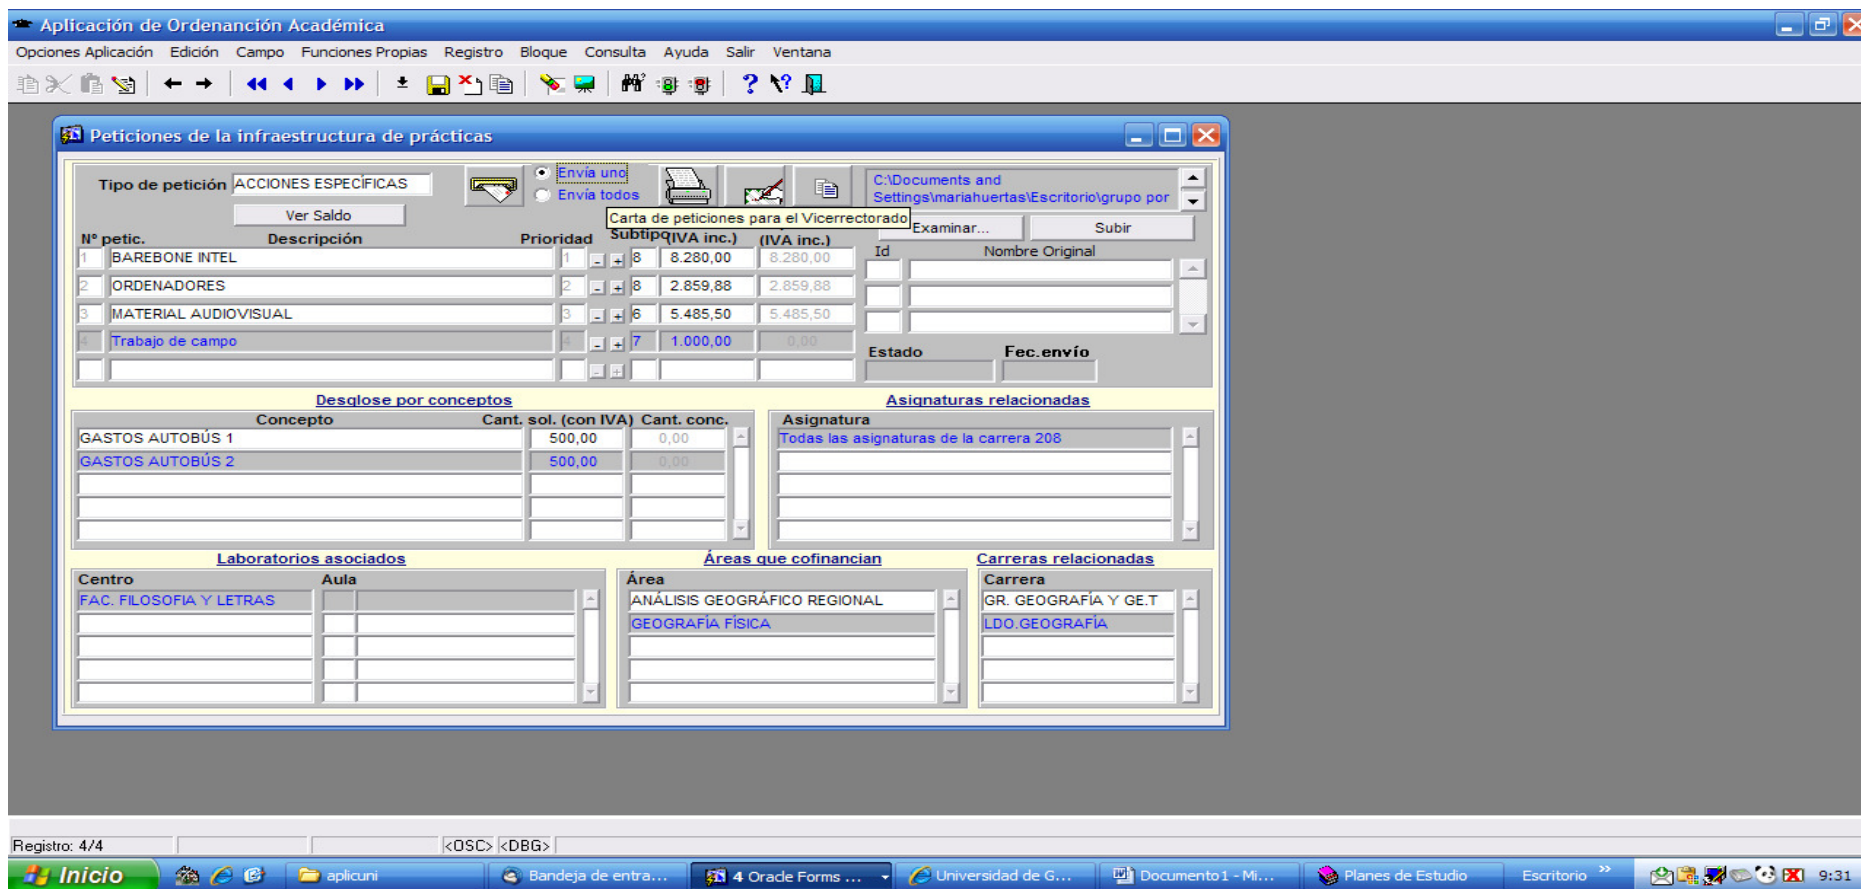 Aplicación de Ordenanción Académica
Opciones Aplicación Edición Campo Funciones Propias Registro Bloque Consulta Ayuda Salir Ventana
Peticiones de la infraestructura de prácticas
Tipo de petición ACCIONES ESPECÍFICAS
Envía uno
Envía todos
C:\Documents and
Settings\mariahuertas\Escritorio\grupo por
Ver Saldo
Carta de peticiones para el Vicerrectorado
Examinar... Subir
Nº petic. Descripción Prioridad Subtipo (IVA inc.) (IVA inc.)
Id Nombre Original
1 BAREBONE INTEL 1 - + 8 8.280,00 8.280,00
2 ORDENADORES 2 - + 8 2.859,88 2.859,88
3 MATERIAL AUDIOVISUAL 3 - + 6 5.485,50 5.485,50
4 Trabajo de campo 4 - + 7 1.000,00 0,00
- +
Estado Fec.envío
Desglose por conceptos
Concepto Cant. sol. (con IVA) Cant. conc.
GASTOS AUTOBÚS 1 500,00 0,00
GASTOS AUTOBÚS 2 500,00 0,00
Asignaturas relacionadas
Asignatura
Todas las asignaturas de la carrera 208
Laboratorios asociados
Centro Aula
FAC. FILOSOFIA Y LETRAS
Áreas que cofinancian
Área
ANÁLISIS GEOGRÁFICO REGIONAL
GEOGRAFÍA FÍSICA
Carreras relacionadas
Carrera
GR. GEOGRAFÍA Y GE.T
LDO.GEOGRAFÍA
Registro: 4/4 <OSC> <DBG>
Inicio aplicuni Bandeja de entra... 4 Oracle Forms ... Universidad de G... Documento1 - Mi... Planes de Estudio Escritorio » 9:31